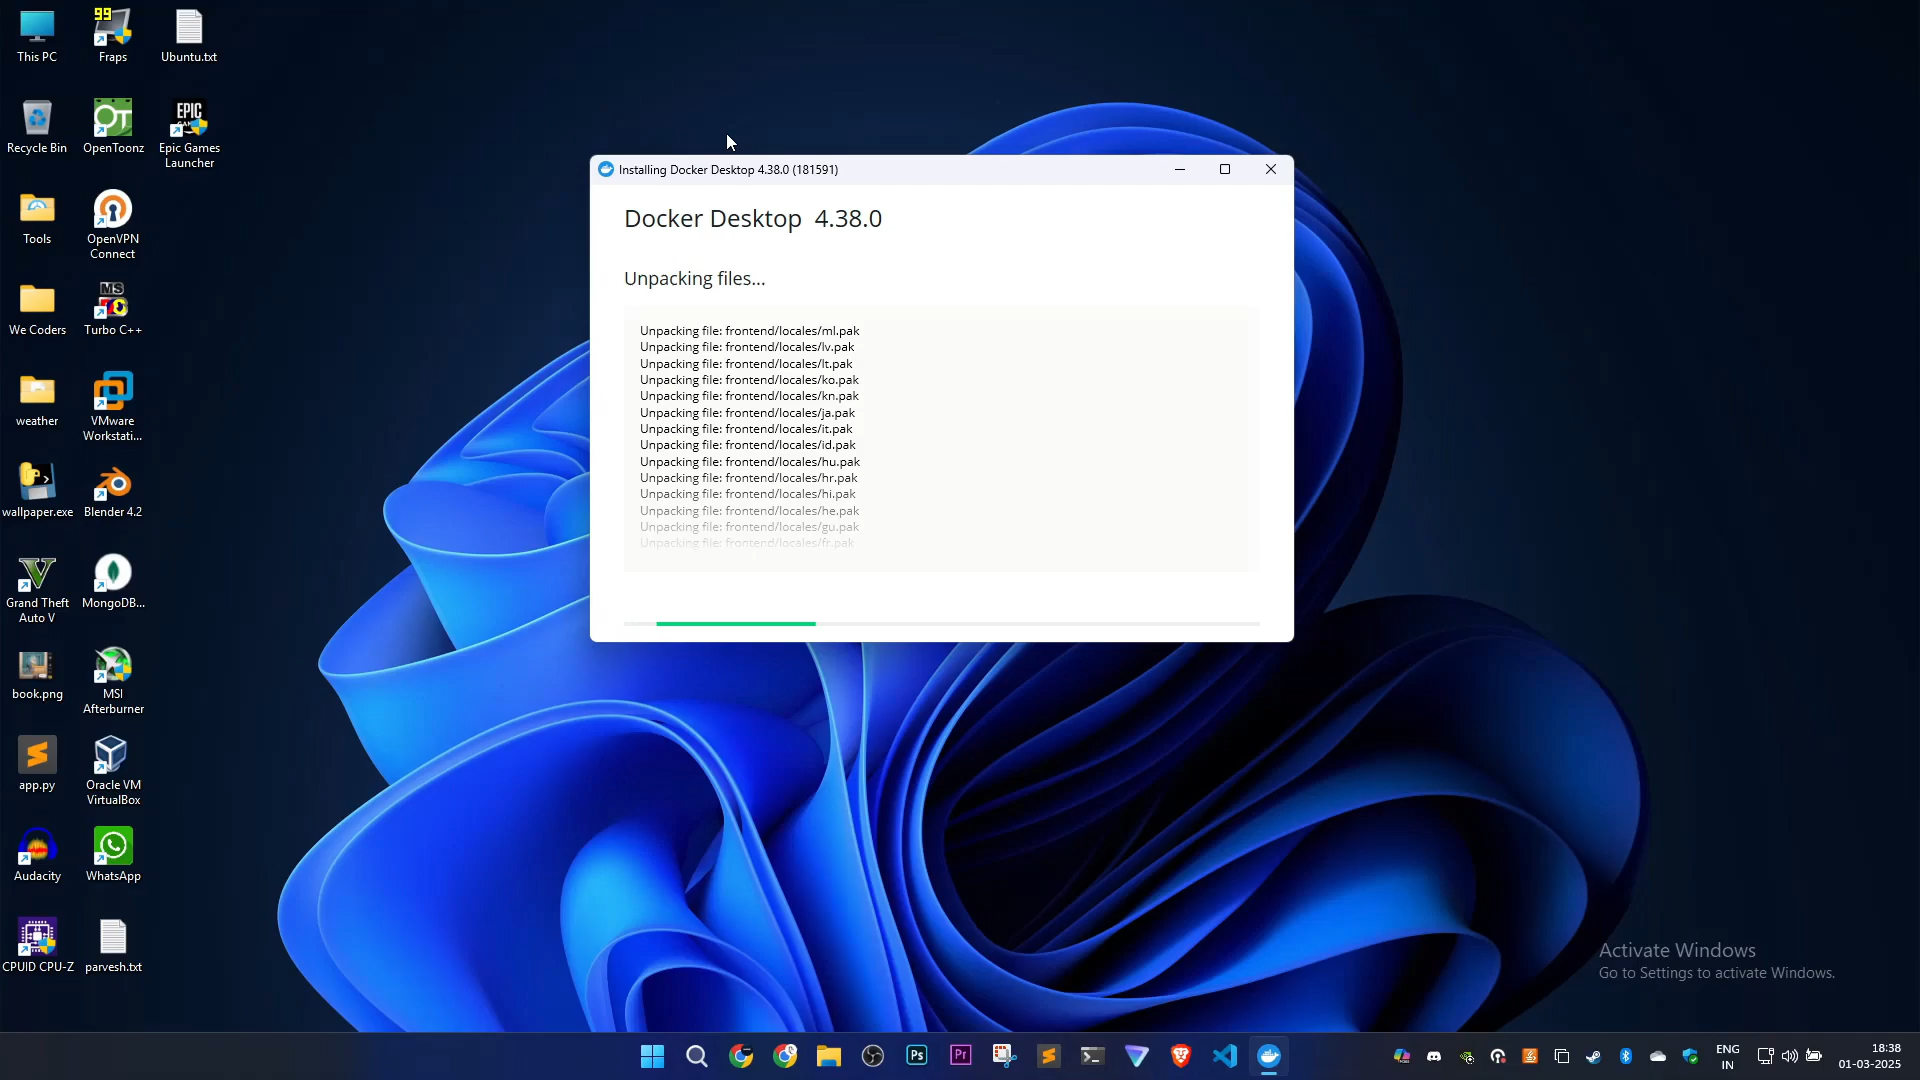 This PC
99
Fraps
Ubuntu.txt
Recycle Bin
OT
OpenToonz
EPIC
GAMES
Epic Games
Launcher
Tools
OpenVPN
Connect
We Coders
MS
Turbo C++
weather
VMware
Workstati...
wallpaper.exe
Blender 4.2
V
Grand Theft
Auto V
MongoDB...
book.png
MSI
Afterburner
app.py
Oracle VM
VirtualBox
Audacity
WhatsApp
CPUID CPU-Z
parvesh.txt
Installing Docker Desktop 4.38.0 (181591)
Docker Desktop 4.38.0
Unpacking files...
Unpacking file: frontend/locales/ml.pak
Unpacking file: frontend/locales/lv.pak
Unpacking file: frontend/locales/lt.pak
Unpacking file: frontend/locales/ko.pak
Unpacking file: frontend/locales/kn.pak
Unpacking file: frontend/locales/ja.pak
Unpacking file: frontend/locales/it.pak
Unpacking file: frontend/locales/id.pak
Unpacking file: frontend/locales/hu.pak
Unpacking file: frontend/locales/hr.pak
Unpacking file: frontend/locales/hi.pak
Unpacking file: frontend/locales/he.pak
Unpacking file: frontend/locales/gu.pak
Unpacking file: frontend/locales/fr.pak
Activate Windows
Go to Settings to activate Windows.
Ps
Pr
ENG
IN
18:38
01-03-2025